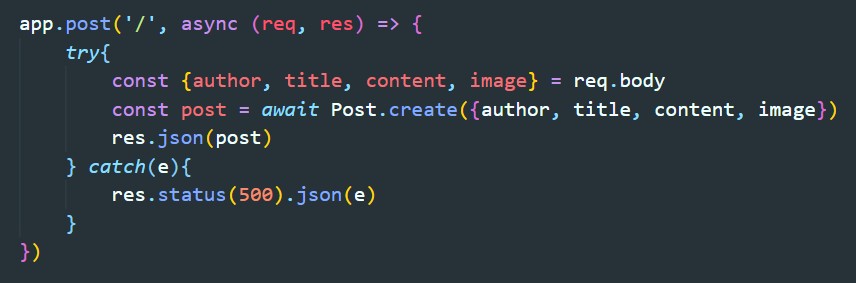 app.post('/', async (req, res) => {
    try{
        const {author, title, content, image} = req.body
        const post = await Post.create({author, title, content, image})
        res.json(post)
    } catch(e){
        res.status(500).json(e)
    }
})